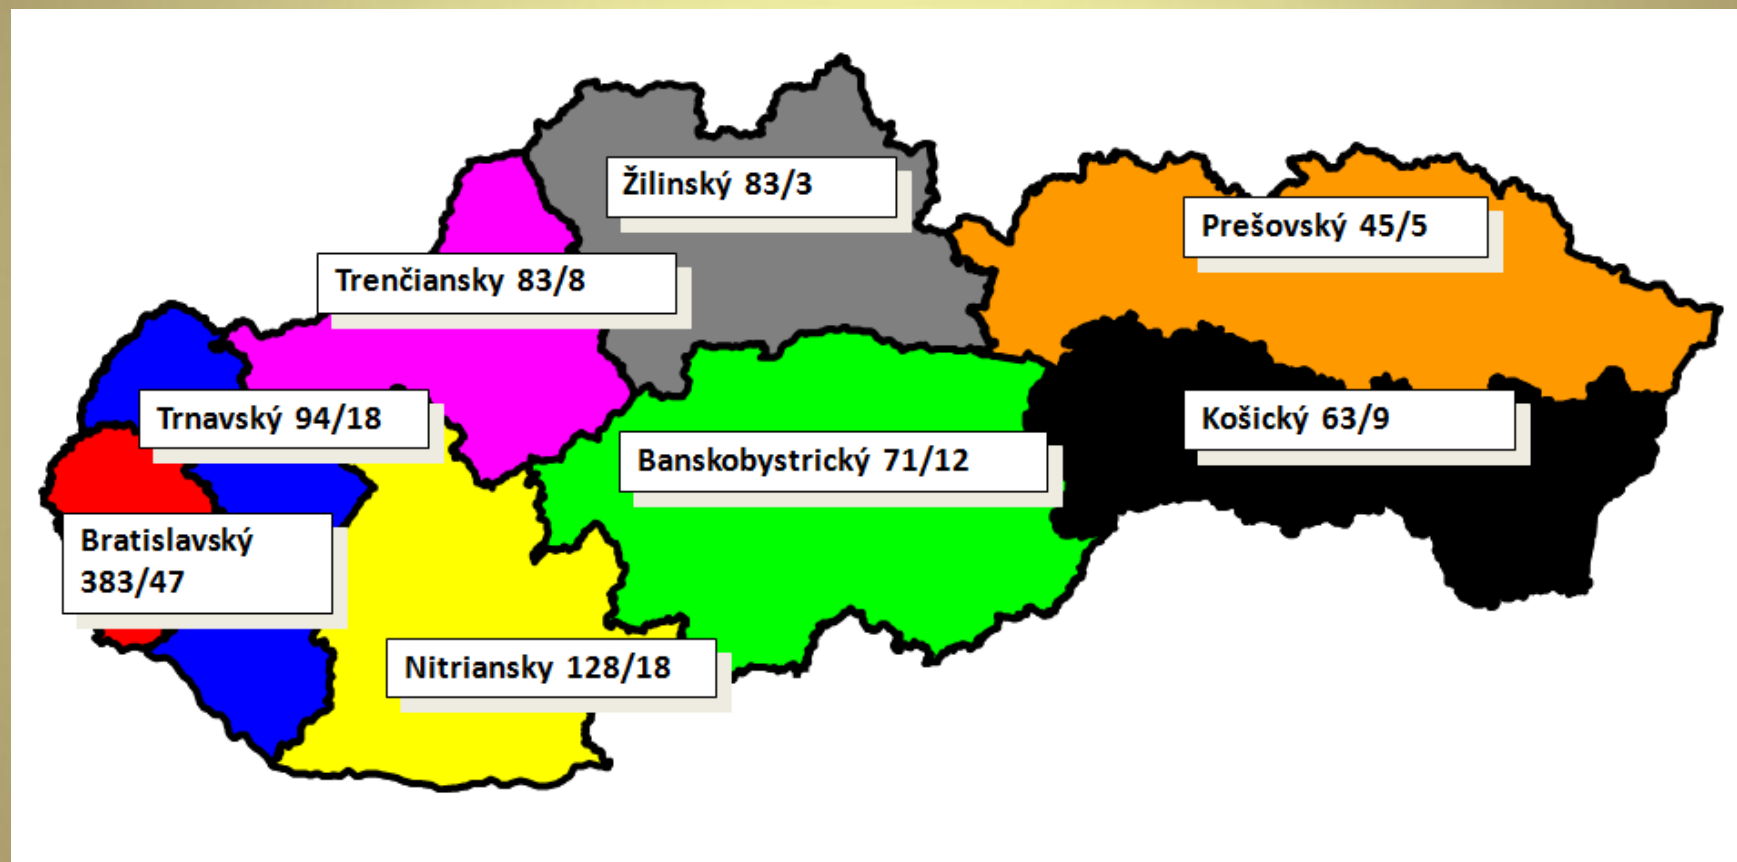 Žilinský 83/3
Prešovský 45/5
Trenčiansky 83/8
Trnavský 94/18
Košický 63/9
Banskobystrický 71/12
Bratislavský
383/47
Nitriansky 128/18